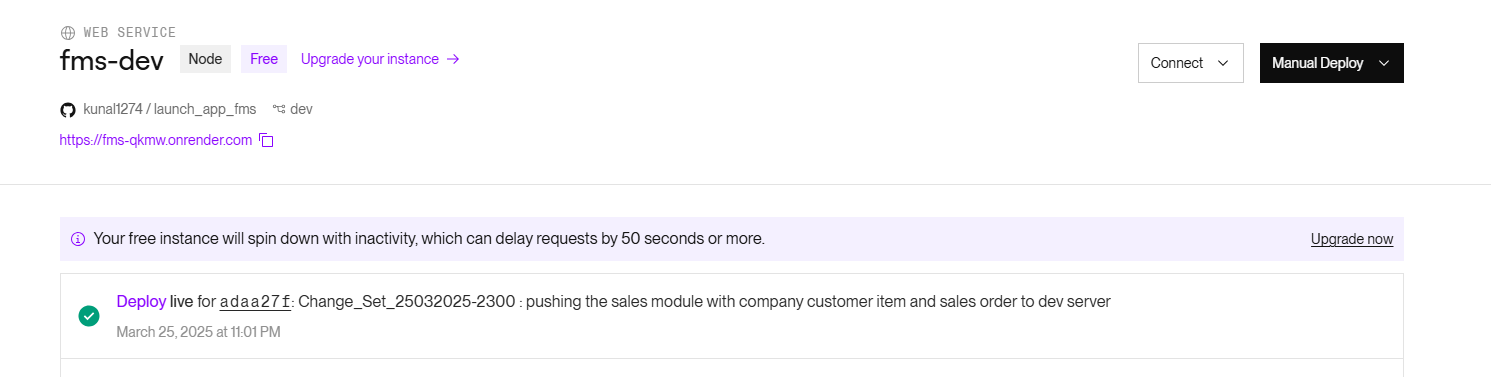 WEB SERVICE
fms-dev Node Free Upgrade your instance →
Connect Manual Deploy
kunal1274 / launch_app_fms dev
https://fms-qkmw.onrender.com
Your free instance will spin down with inactivity, which can delay requests by 50 seconds or more. Upgrade now
Deploy live for adaa27f: Change_Set_25032025-2300 : pushing the sales module with company customer item and sales order to dev server
March 25, 2025 at 11:01 PM